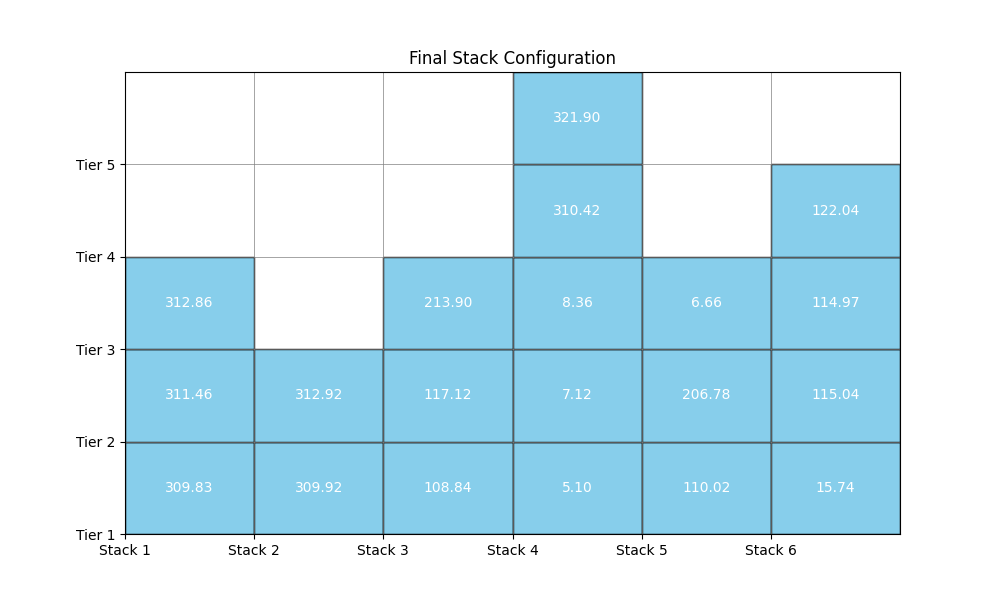 Final Stack Configuration
321.90
Tier 5
310.42 122.04
Tier 4
312.86 213.90 8.36 6.66 114.97
Tier 3
311.46 312.92 117.12 7.12 206.78 115.04
Tier 2
309.83 309.92 108.84 5.10 110.02 15.74
Tier 1
Stack 1 Stack 2 Stack 3 Stack 4 Stack 5 Stack 6